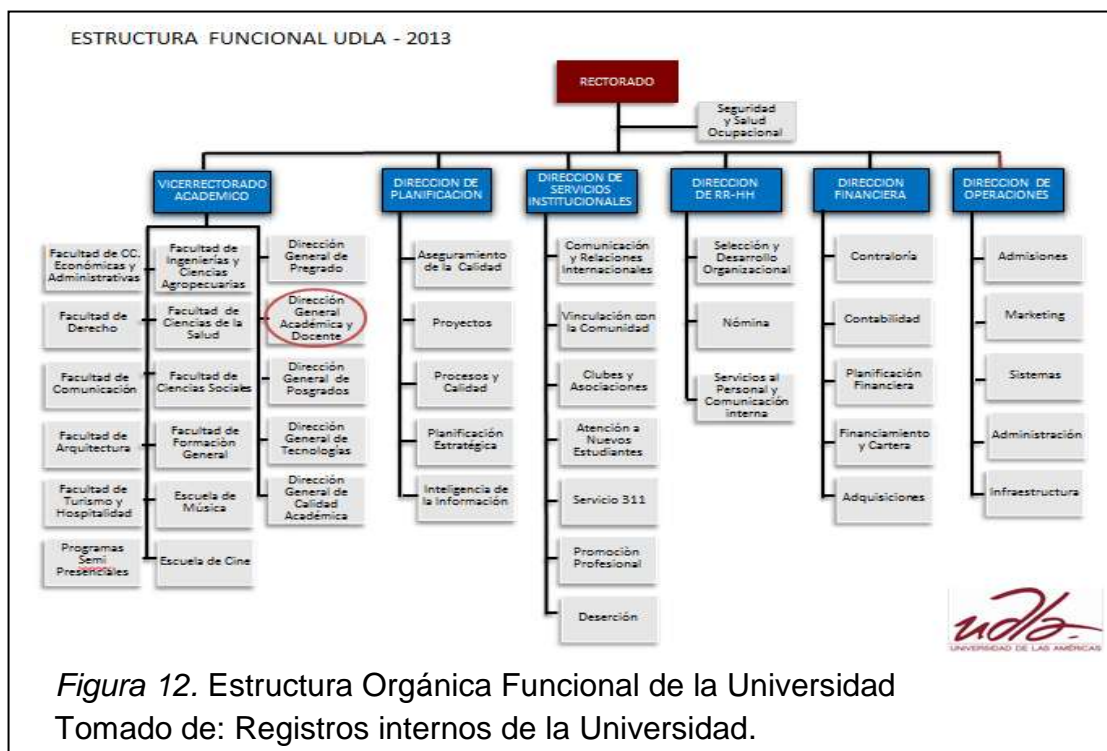 ESTRUCTURA FUNCIONAL UDLA - 2013
RECTORADO
Seguridad
y Salud
Ocupacional
VICERRECTORADO
ACADEMICO
DIRECCION DE
PLANIFICACION
DIRECCION DE
SERVICIOS
INSTITUCIONALES
DIRECCION
DE RR-HH
DIRECCION
FINANCIERA
DIRECCION DE
OPERACIONES
Facultad de CC.
Económicas y
Administrativas
Facultad de
Derecho
Facultad de
Comunicación
Facultad de
Arquitectura
Facultad de
Turismo y
Hospitalidad
Programas
Semi
Presenciales
Facultad de
Ingenierías y
Ciencias
Agropecuarias
Facultad de
Ciencias de la
Salud
Facultad de
Ciencias Sociales
Facultad de
Formaciòn
General
Escuela de
Música
Escuela de Cine
Dirección
General de
Pregrado
Dirección
General
Académica y
Docente
Dirección
General de
Posgrados
Dirección
General de
Tecnologías
Dirección
General de
Calidad
Académica
Aseguramiento
de la Calidad
Proyectos
Procesos y
Calidad
Planificación
Estratégica
Inteligencia de
la Información
Comunicación
y Relaciones
Internacionales
Vinculación con
la Comunidad
Clubes y
Asociaciones
Atención a
Nuevos
Estudiantes
Servicio 311
Promociòn
Profesional
Deserción
Selección y
Desarrollo
Organizacional
Nómina
Servicios al
Personal y
Comunicación
interna
Contraloría
Contabilidad
Planificación
Financiera
Financiamiento
y Cartera
Adquisiciones
Admisiones
Marketing
Sistemas
Administración
Infraestructura
udla-
UNIVERSIDAD DE LAS AMÉRICAS
Figura 12. Estructura Orgánica Funcional de la Universidad
Tomado de: Registros internos de la Universidad.